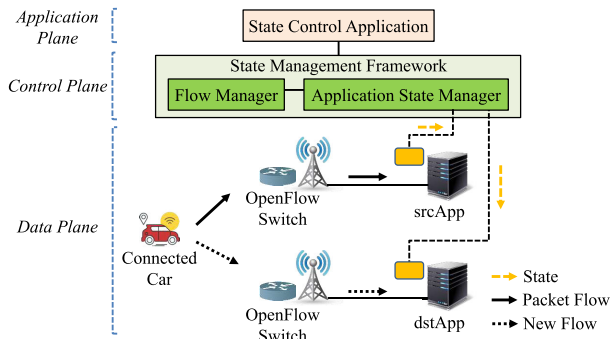 Application
Plane
State Control Application
Control Plane
State Management Framework
Flow Manager
Application State Manager
Data Plane
OpenFlow
Switch
srcApp
Connected
Car
OpenFlow
Switch
dstApp
State
Packet Flow
New Flow